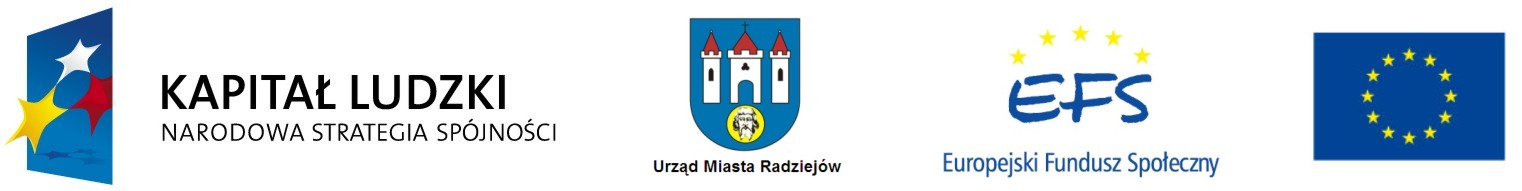 KAPITAŁ LUDZKI
NARODOWA STRATEGIA SPÓJNOŚCI
Urząd Miasta Radziejów
EFS
Europejski Fundusz Społeczny